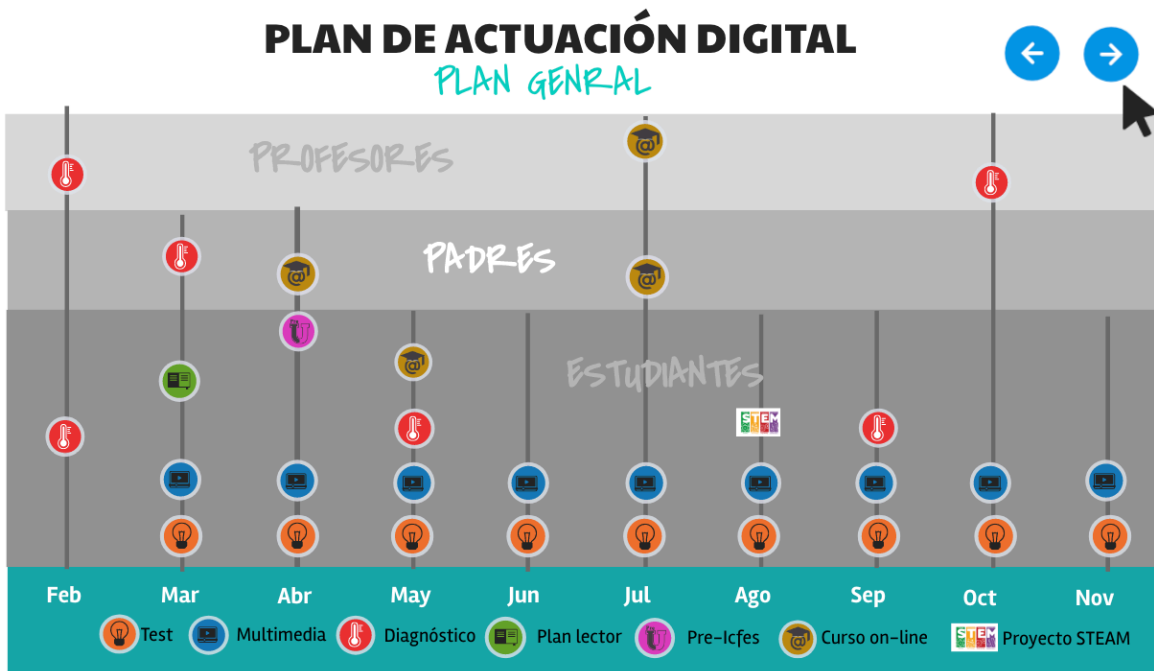 PLAN DE ACTUACIÓN DIGITAL
PLAN GENRAL
PROFESORES
PADRES
ESTUDIANTES
STEM
Feb Mar Abr May Jun Jul Ago Sep Oct Nov
Test Multimedia Diagnóstico Plan lector Pre-Icfes Curso on-line STEM Proyecto STEAM